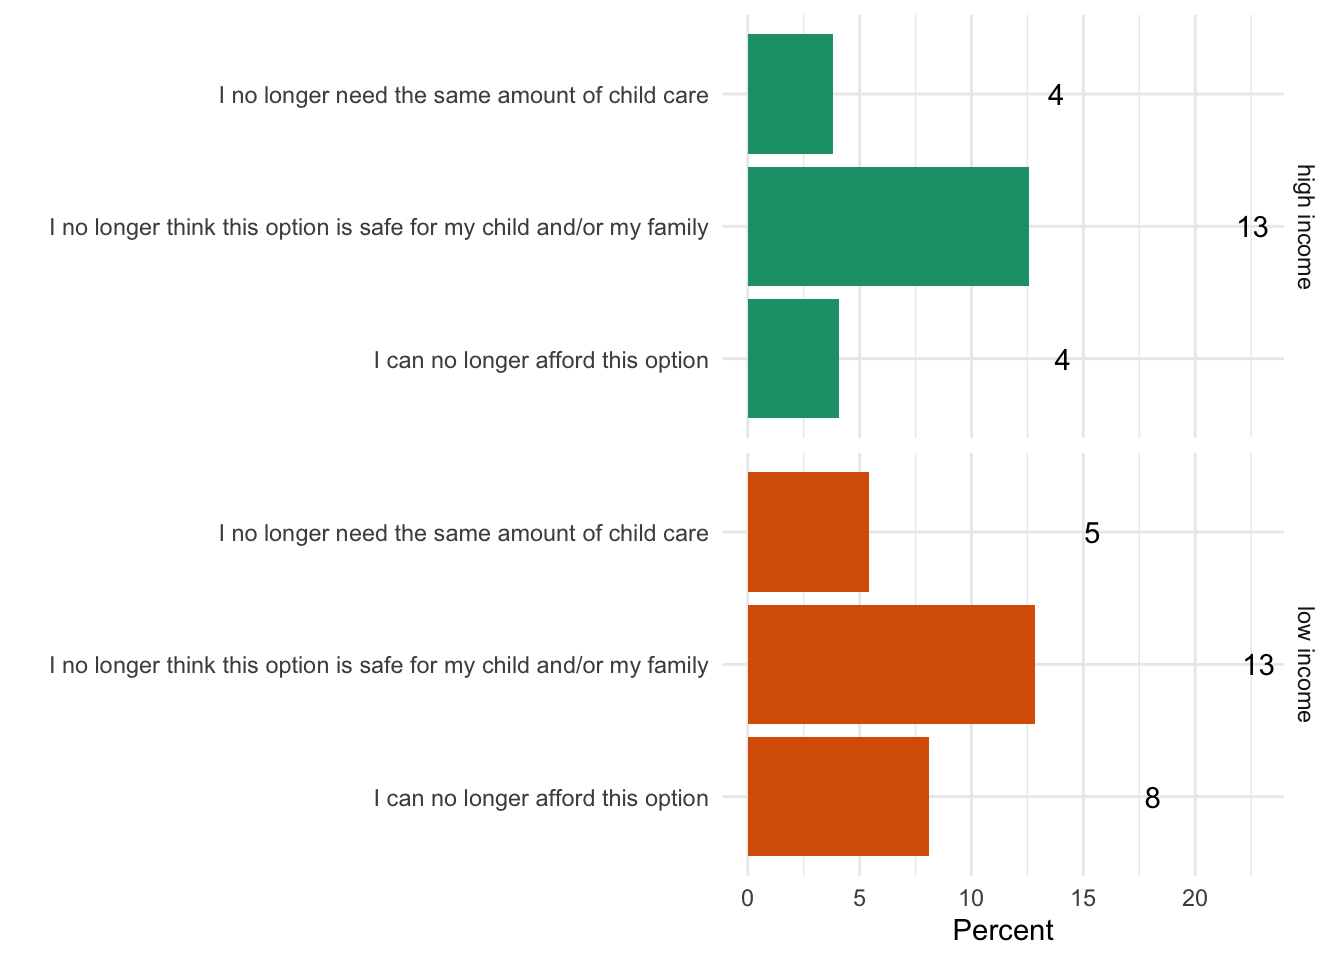 I no longer need the same amount of child care
4
I no longer think this option is safe for my child and/or my family
13
I can no longer afford this option
4
high income
I no longer need the same amount of child care
5
I no longer think this option is safe for my child and/or my family
13
I can no longer afford this option
8
low income
0 5 10 15 20
Percent